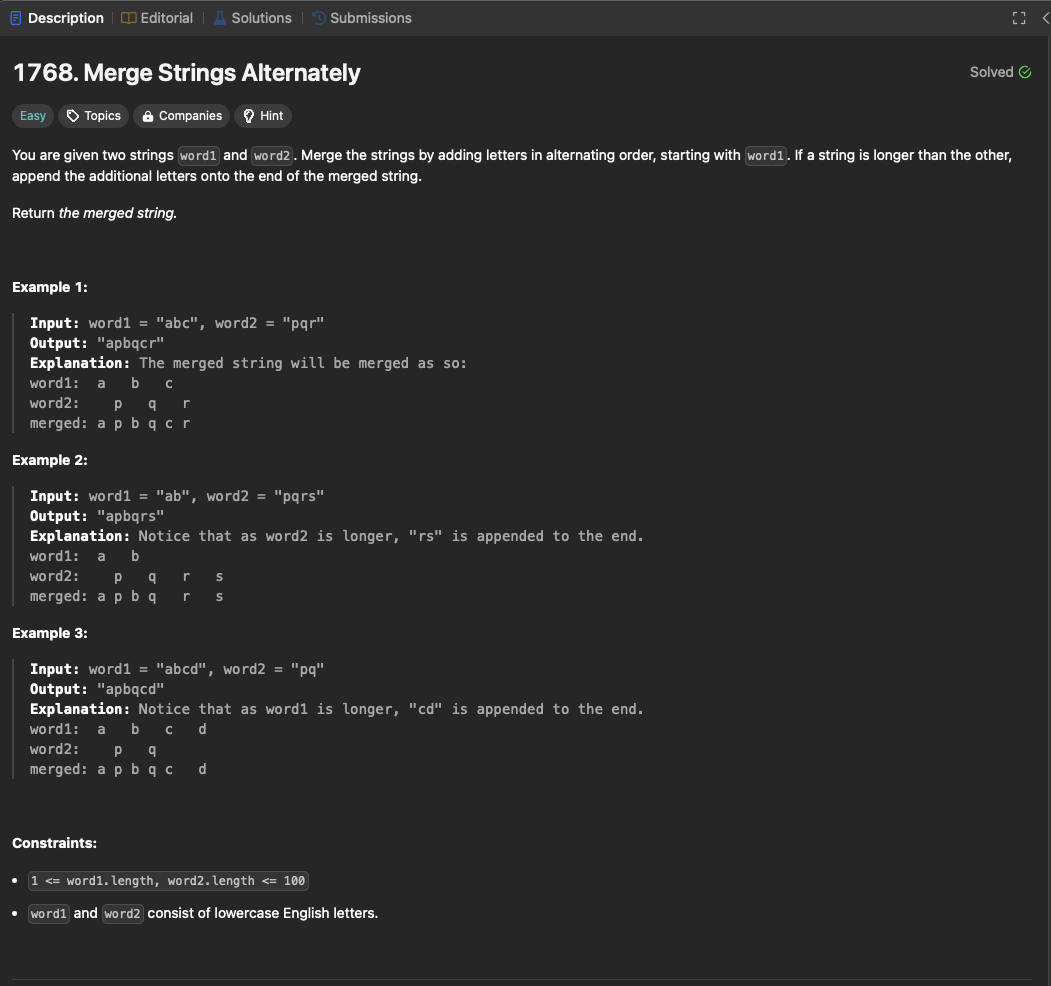 Description | Editorial | Solutions | Submissions
1768. Merge Strings Alternately
Solved
Easy Topics Companies Hint
You are given two strings word1 and word2. Merge the strings by adding letters in alternating order, starting with word1. If a string is longer than the other,
append the additional letters onto the end of the merged string.
Return the merged string.
Example 1:
Input: word1 = "abc", word2 = "pqr"
Output: "apbqcr"
Explanation: The merged string will be merged as so:
word1:  a   b   c
word2:    p   q   r
merged: a p b q c r
Example 2:
Input: word1 = "ab", word2 = "pqrs"
Output: "apbqrs"
Explanation: Notice that as word2 is longer, "rs" is appended to the end.
word1:  a   b
word2:    p   q   r   s
merged: a p b q   r   s
Example 3:
Input: word1 = "abcd", word2 = "pq"
Output: "apbqcd"
Explanation: Notice that as word1 is longer, "cd" is appended to the end.
word1:  a   b   c   d
word2:    p   q
merged: a p b q c   d
Constraints:
• 1 <= word1.length, word2.length <= 100
• word1 and word2 consist of lowercase English letters.